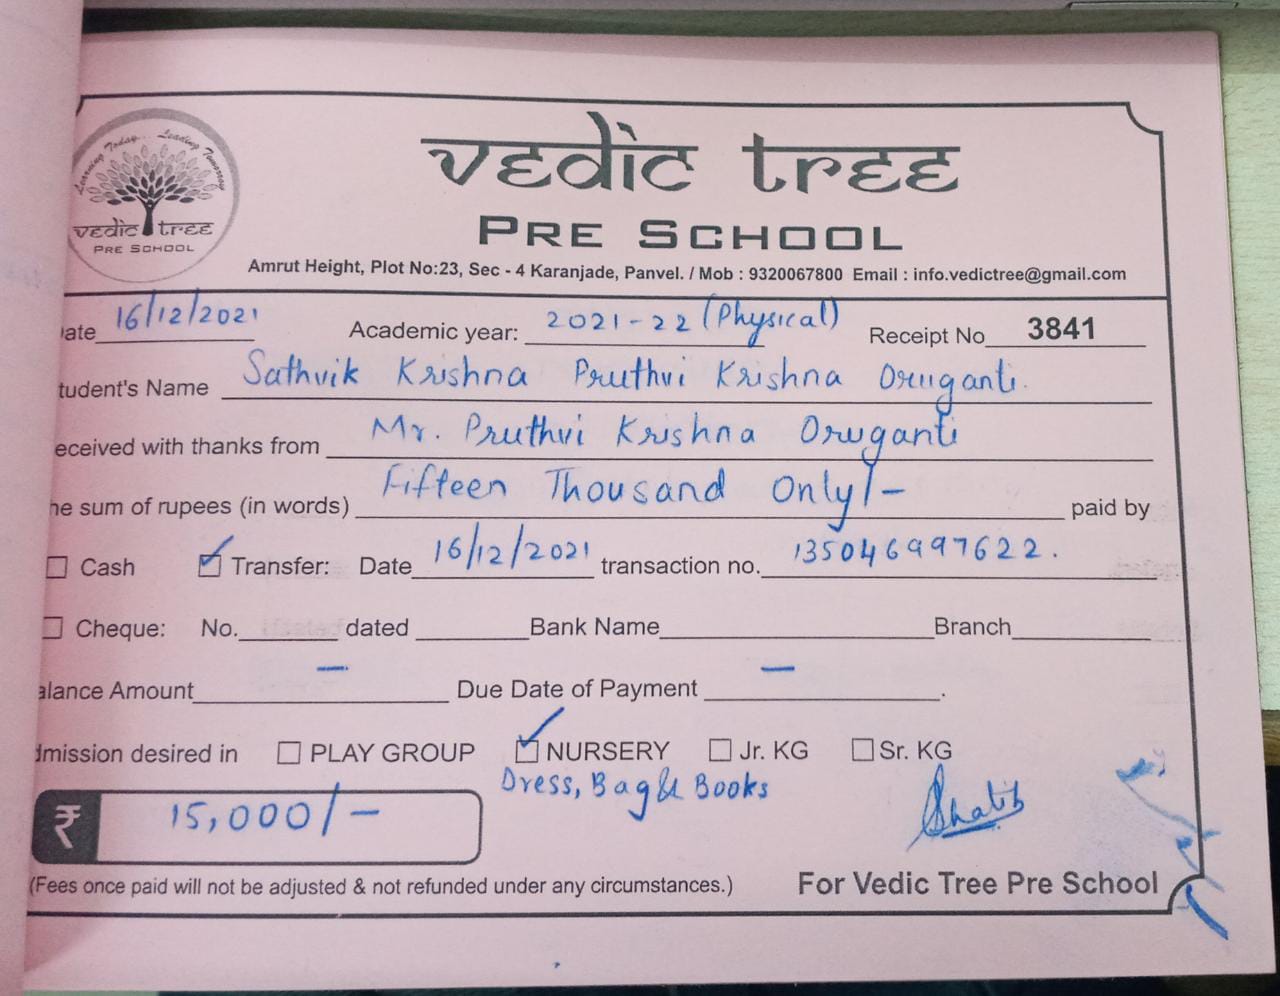 Learning Today... Leading Tomorrow
vedic tree
PRE SCHOOL
vedic tree
PRE SCHOOL
Amrut Height, Plot No:23, Sec - 4 Karanjade, Panvel. / Mob : 9320067800 Email : info.vedictree@gmail.com
ate 16/12/2021 Academic year: 2021-22 (Physical) Receipt No 3841
tudent's Name Sathvik Krishna Pruthvi Krishna Oruganti.
eceived with thanks from Mr. Pruthvi Krishna Oruganti
he sum of rupees (in words) Fifteen Thousand Only/- paid by
Cash Transfer: Date 16/12/2021 transaction no. 135046997622.
Cheque: No. dated Bank Name Branch
alance Amount — Due Date of Payment — .
dmission desired in PLAY GROUP NURSERY Jr. KG Sr. KG
Dress, Bag & Books
₹ 15,000/-
(Fees once paid will not be adjusted & not refunded under any circumstances.) For Vedic Tree Pre School